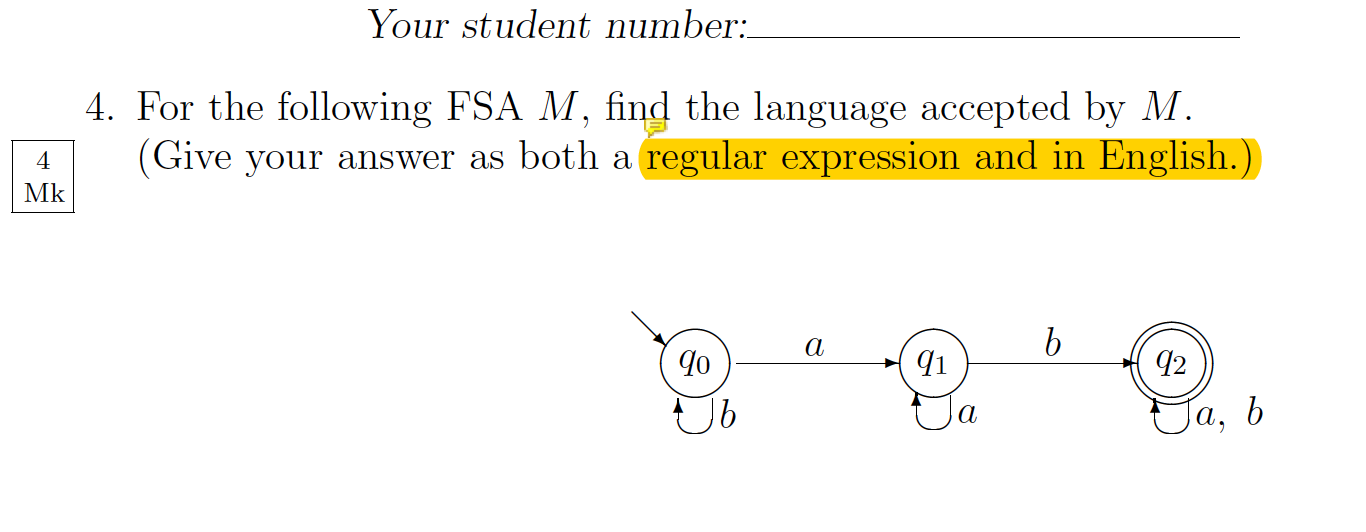 Your student number:
4. For the following FSA M, find the language accepted by M.
(Give your answer as both a regular expression and in English.)
4
Mk
a
b
q0
q1
q2
b
a
a, b